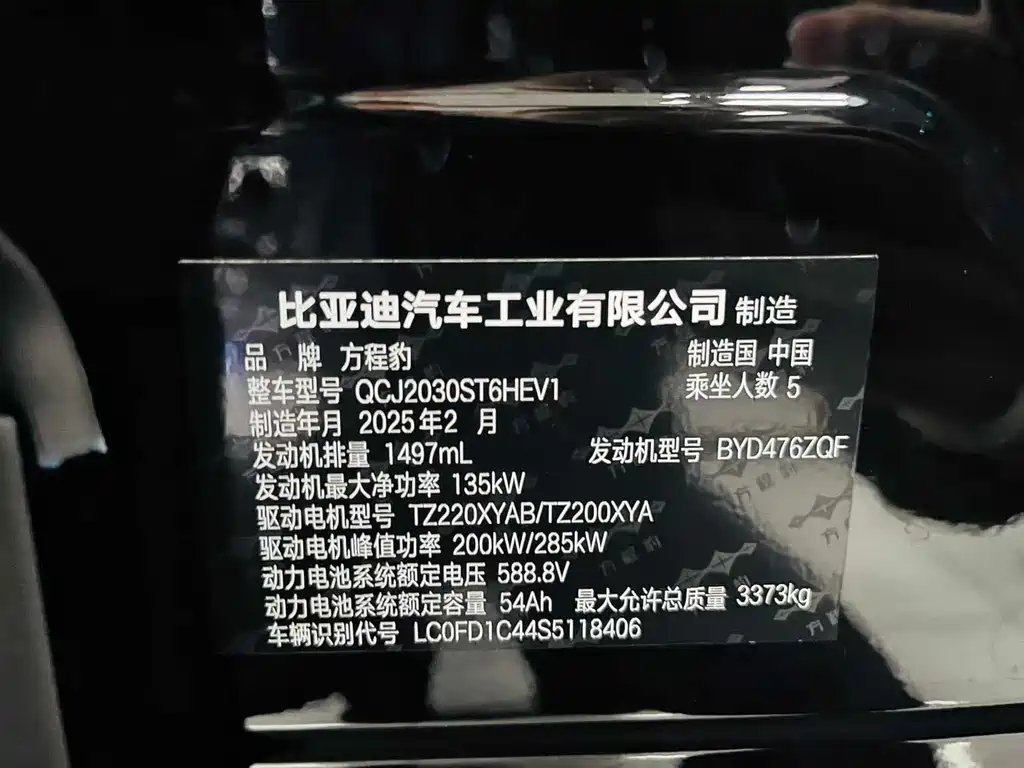 比亚迪汽车工业有限公司 制造
品 牌 方程豹 制造国 中国
整车型号 QCJ2030ST6HEV1 乘坐人数 5
制造年月 2025年2 月
发动机排量 1497mL 发动机型号 BYD476ZQF
发动机最大净功率 135kW
驱动电机型号 TZ220XYAB/TZ200XYA
驱动电机峰值功率 200kW/285kW
动力电池系统额定电压 588.8V
动力电池系统额定容量 54Ah 最大允许总质量 3373kg
车辆识别代号 LC0FD1C44S5118406